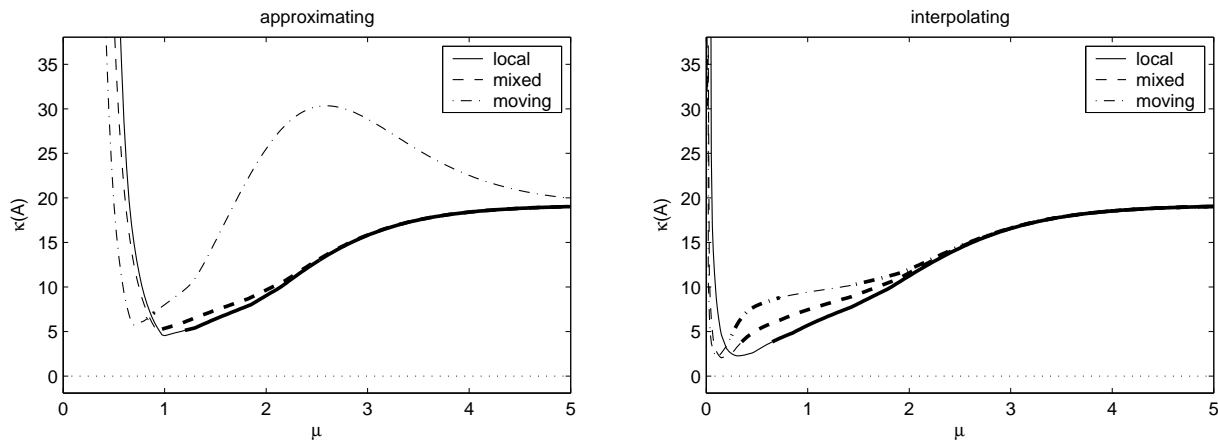 approximating
35
30
25
20
15
10
5
0
κ(A)
0 1 2 3 4 5
μ
local
mixed
moving
interpolating
35
30
25
20
15
10
5
0
κ(A)
0 1 2 3 4 5
μ
local
mixed
moving